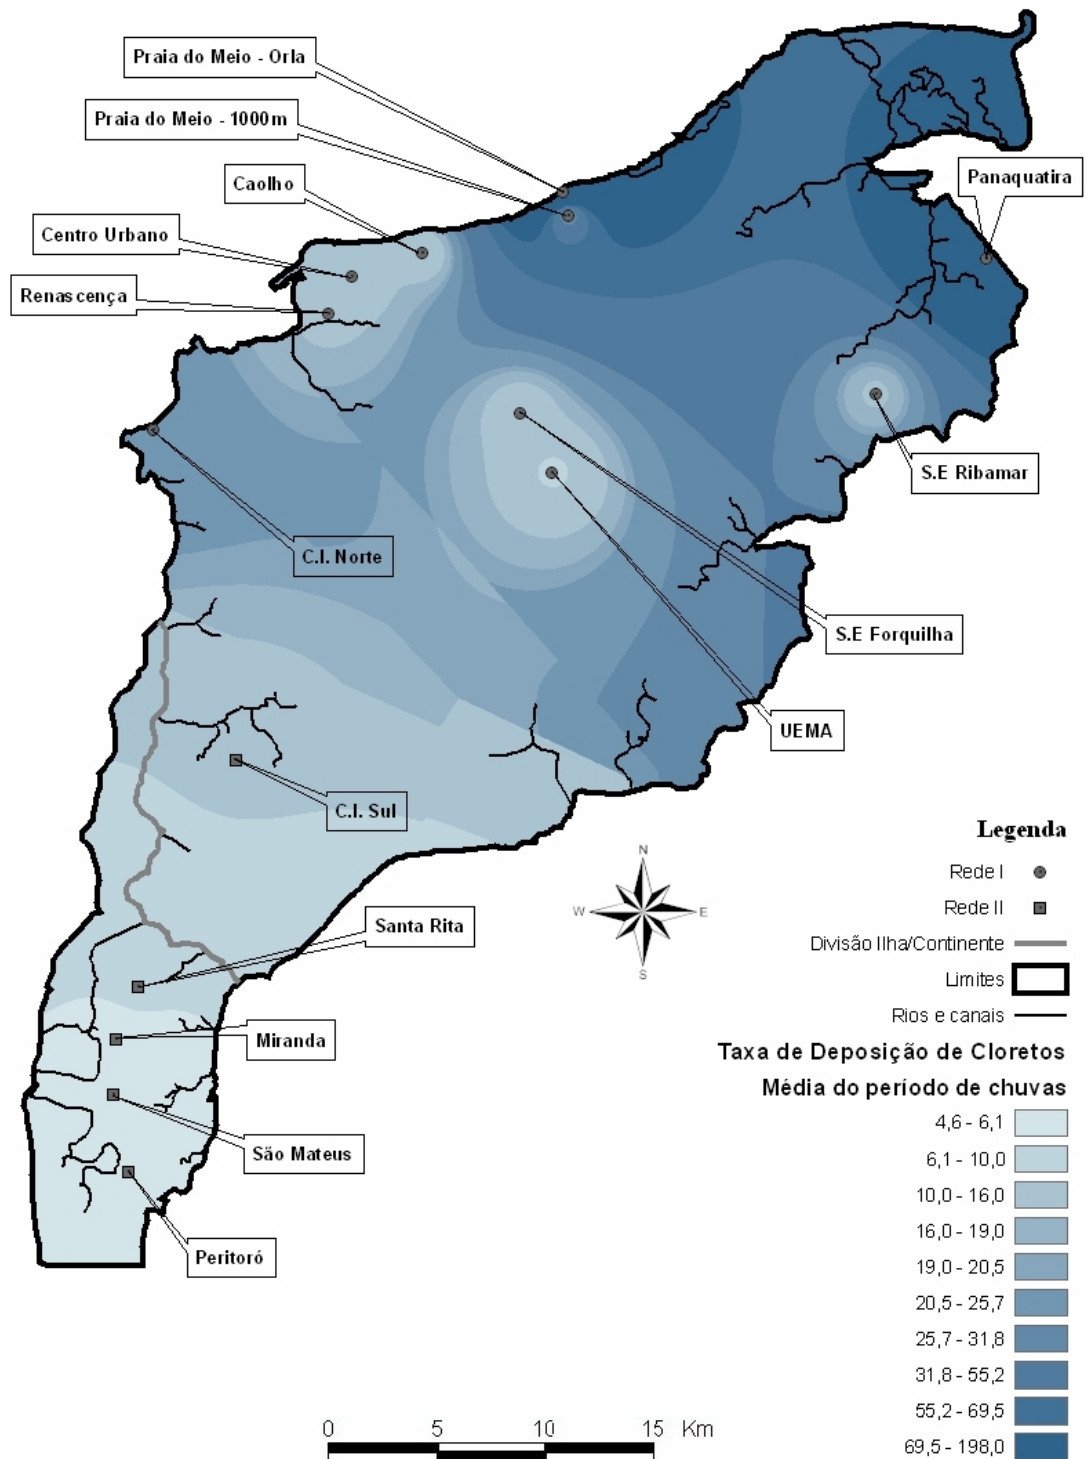 Praia do Meio - Orla
Praia do Meio - 1000m
Caolho
Panaquatira
Centro Urbano
Renascença
S.E Ribamar
C.I. Norte
S.E Forquilha
UEMA
C.I. Sul
Legenda
N
Rede I
W E
Rede II
Santa Rita
Divisão Ilha/Continente
S
Limites
Rios e canais
Miranda
Taxa de Deposição de Cloretos
Média do período de chuvas
4,6 - 6,1
São Mateus
6,1 - 10,0
10,0 - 16,0
16,0 - 19,0
Peritoró
19,0 - 20,5
20,5 - 25,7
25,7 - 31,8
31,8 - 55,2
55,2 - 69,5
0 5 10 15 Km
69,5 - 198,0